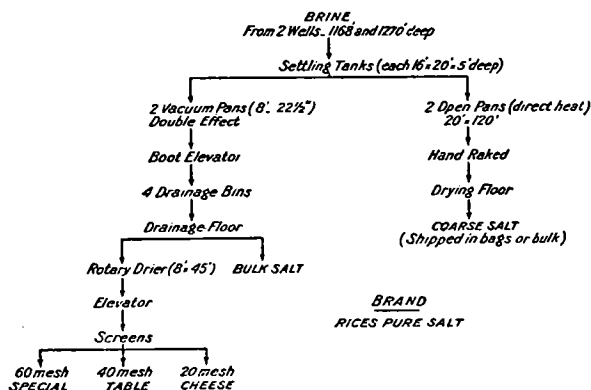 BRINE,
From 2 Wells_ 1168' and 1270' deep
Settling Tanks (each 16'= 20'= 5' deep)
2 Vacuum Pans (8'_ 22½")
Double Effect
Boot Elevator
4 Drainage Bins
Drainage Floor
Rotary Drier (8'= 45')
BULK SALT
Elevator
Screens
60 mesh
SPECIAL
40 mesh
TABLE
20 mesh
CHEESE
2 Open Pans (direct heat)
20'= 120'
Hand Raked
Drying Floor
COARSE SALT
(Shipped in bags or bulk)
BRAND
RICES PURE SALT